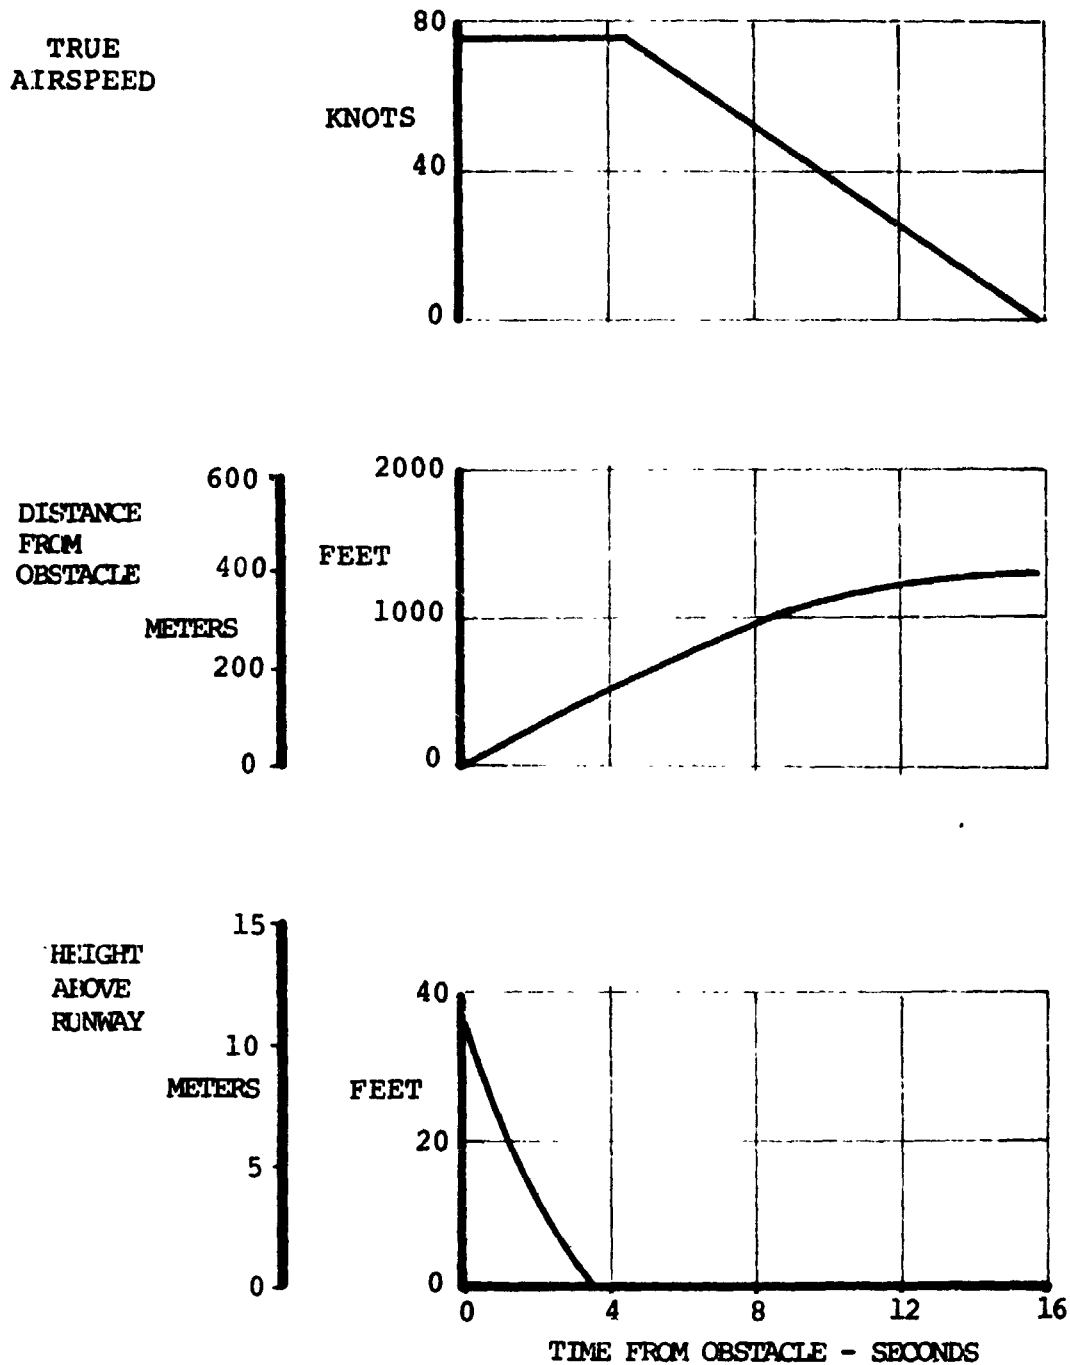 TRUE
AIRSPEED
KNOTS
80
40
0
DISTANCE
FROM
OBSTACLE
METERS
600
400
200
0
FEET
2000
1000
0
HEIGHT
ABOVE
RUNWAY
METERS
15
10
5
0
FEET
40
20
0
0 4 8 12 16
TIME FROM OBSTACLE - SECONDS